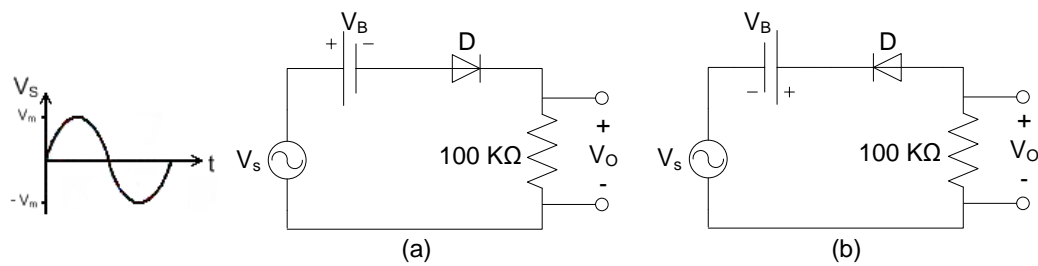 V_S
V_m
- V_m
t
V_B
+ -
D
V_s
100 KΩ
+
V_O
-
(a)
V_B
- +
D
V_s
100 KΩ
+
V_O
-
(b)